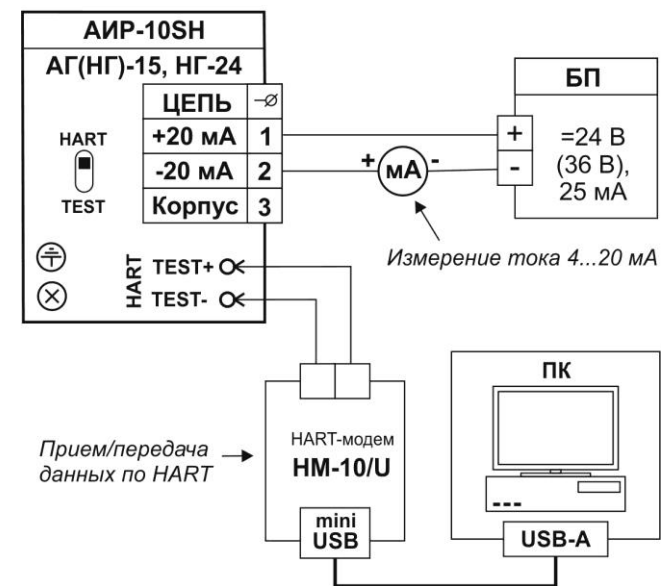 АИР-10SH
АГ(НГ)-15, НГ-24
ЦЕПЬ
+20 мА 1
-20 мА 2
Корпус 3
HART
TEST
HART
TEST+
TEST-
+ мА -
Измерение тока 4...20 мА
БП
+
-
=24 В
(36 В),
25 мА
Прием/передача
данных по HART
HART-модем
НМ-10/U
mini
USB
ПК
USB-A